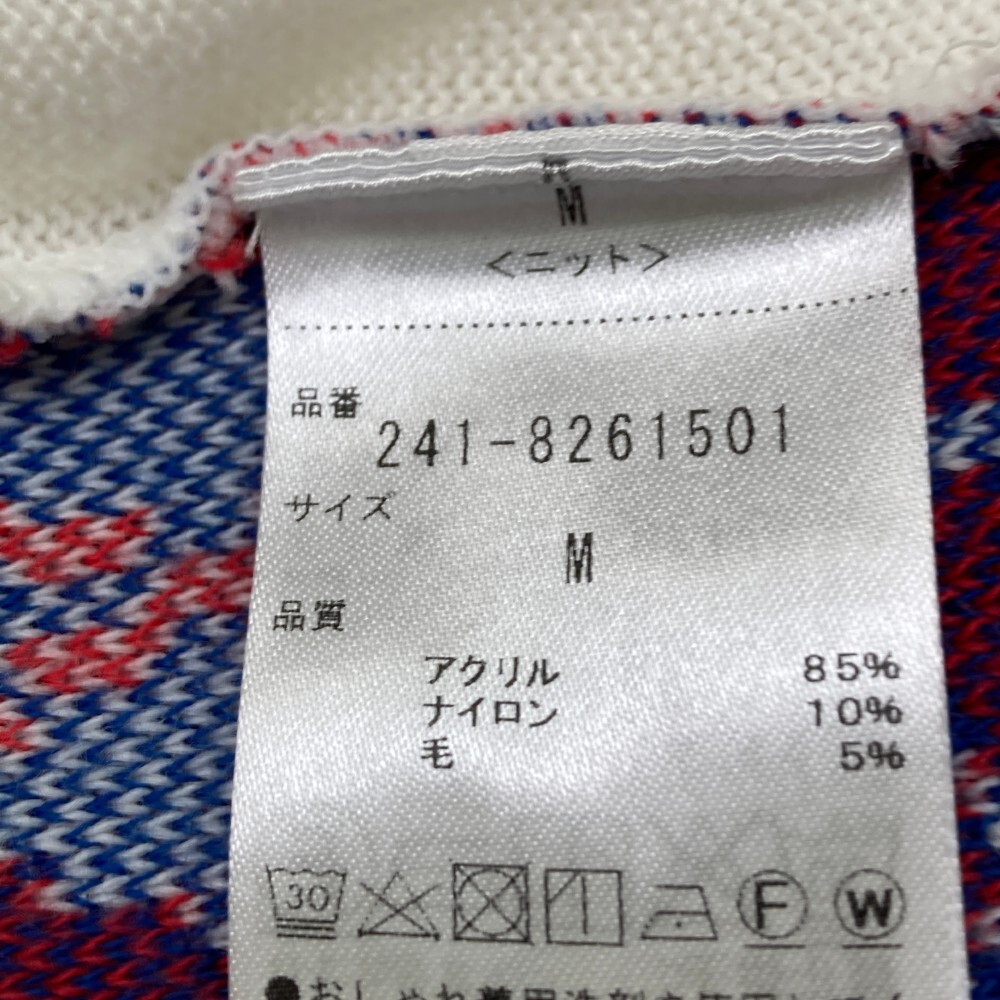 M
<ニット>
品番
241-8261501
サイズ
M
品質
アクリル 85%
ナイロン 10%
毛 5%
30 F W